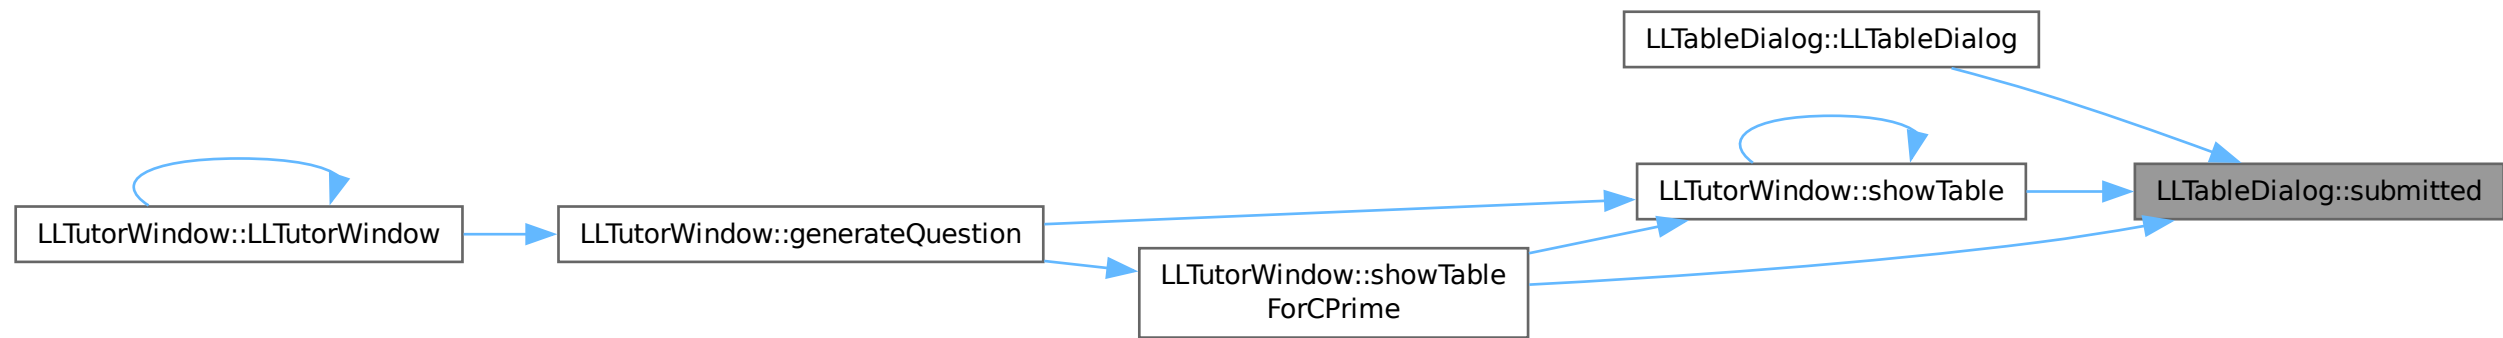 LLTableDialog::LLTableDialog
LLTutorWindow::showTable
LLTableDialog::submitted
LLTutorWindow::LLTutorWindow
LLTutorWindow::generateQuestion
LLTutorWindow::showTable
ForCPrime